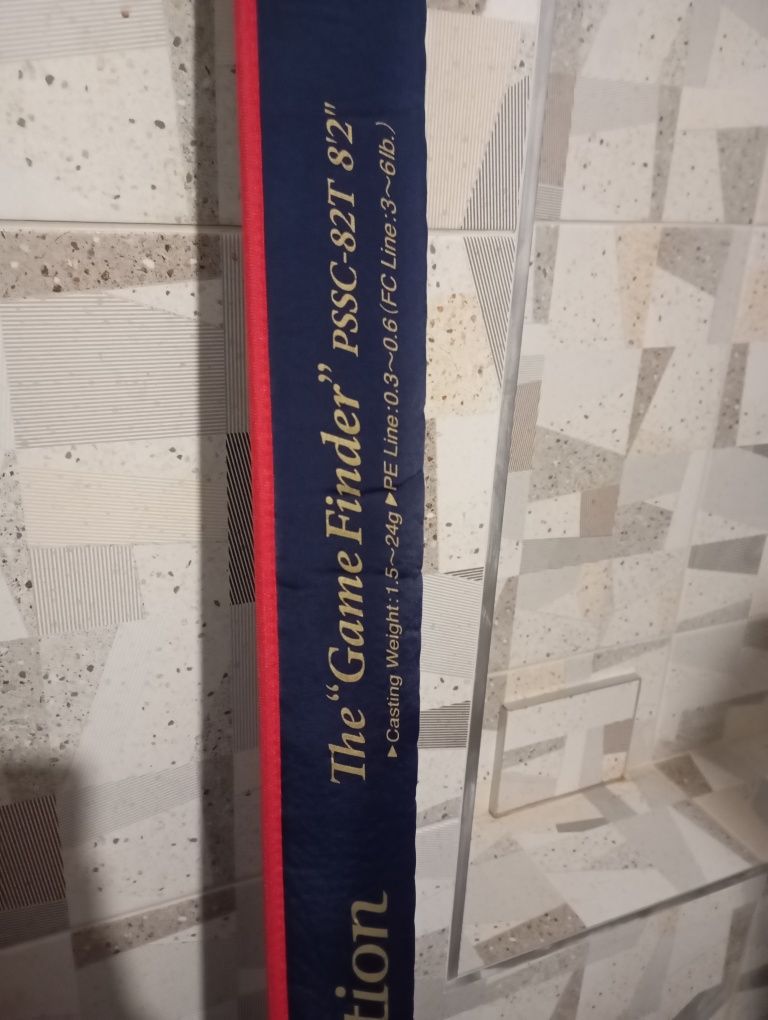 The “Game Finder” PSSC-82T 8'2"
▶Casting Weight:1.5～24g ▶PE Line:0.3～0.6 (FC Line:3～6lb.)
tion